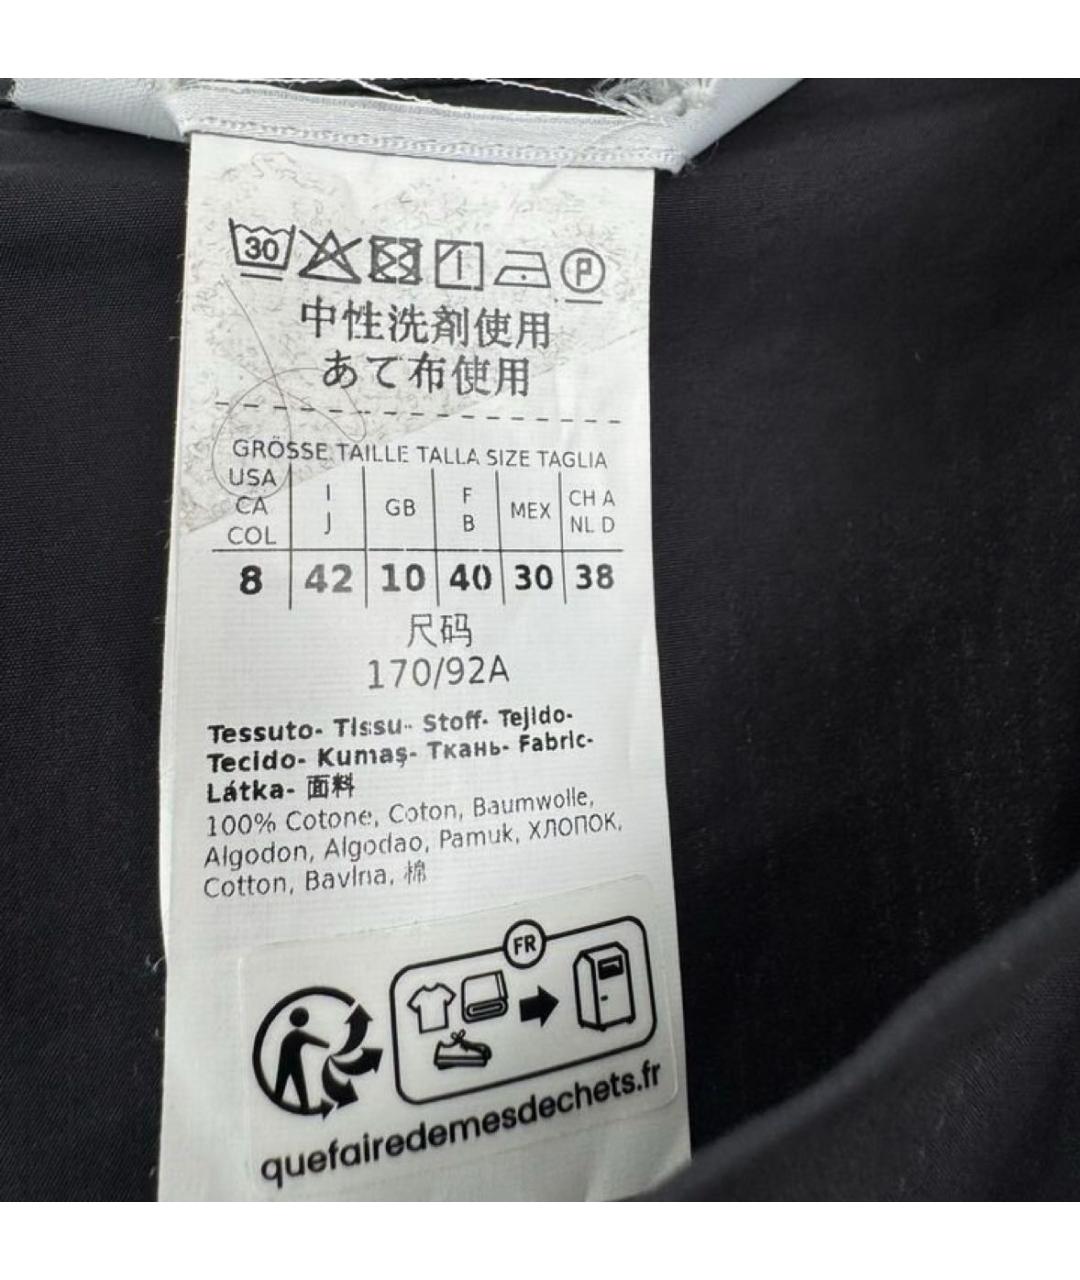 30 P
中性洗剤使用
あて布使用
GRÖSSE TAILLE TALLA SIZE TAGLIA
USA CA COL I J GB F B MEX CH A NL D
8 42 10 40 30 38
尺码
170/92A
Tessuto- Tissu- Stoff- Tejido-
Tecido- Kumaş- Ткань- Fabric-
Látka- 面料
100% Cotone, Coton, Baumwolle,
Algodon, Algodao, Pamuk, ХЛОПОК,
Cotton, Bavlna, 棉
FR
quefairedemesdechets.fr